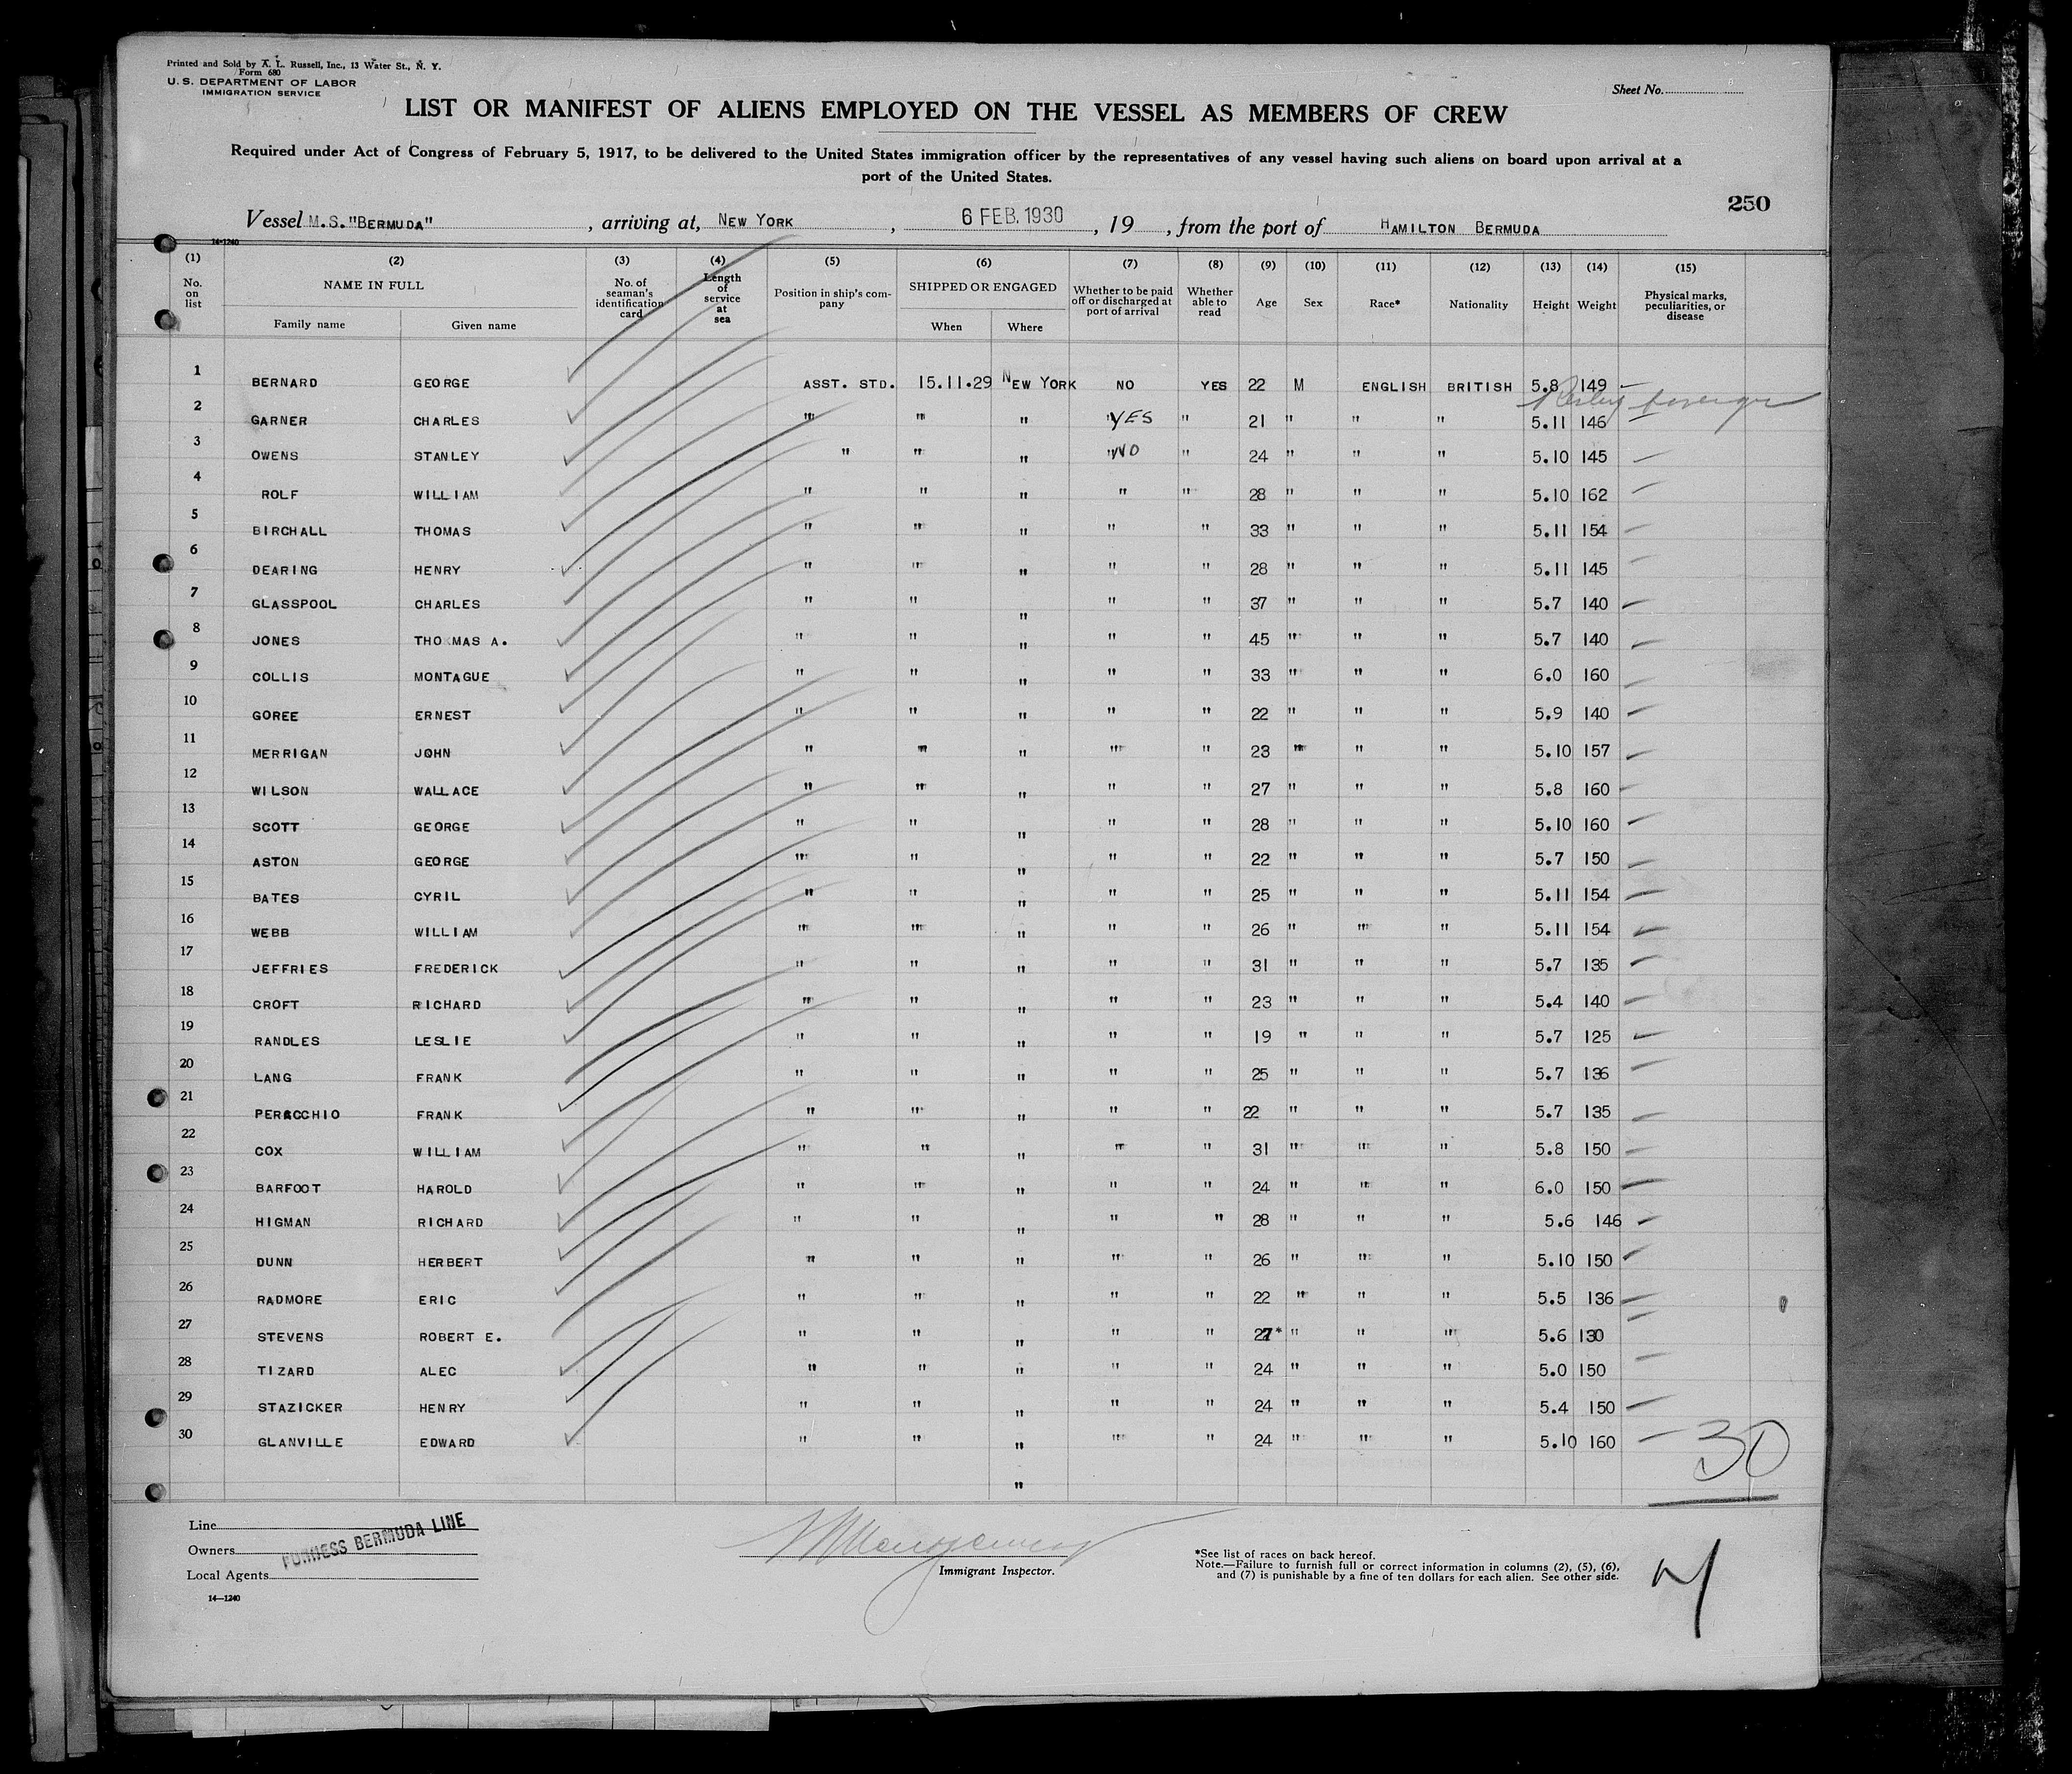 Printed and Sold by A. L. Russell, Inc., 13 Water St., N. Y.
Form 680
U. S. DEPARTMENT OF LABOR
IMMIGRATION SERVICE
Sheet No.
LIST OR MANIFEST OF ALIENS EMPLOYED ON THE VESSEL AS MEMBERS OF CREW
Required under Act of Congress of February 5, 1917, to be delivered to the United States immigration officer by the representatives of any vessel having such aliens on board upon arrival at a
port of the United States.
250
Vessel M.S. "BERMUDA" , arriving at, NEW YORK , 6 FEB. 1930 , 19 , from the port of HAMILTON BERMUDA
14-1240
(1) (2) (3) (4) (5) (6) (7) (8) (9) (10) (11) (12) (13) (14) (15)
No. on list NAME IN FULL Family name Given name No. of seaman's identification card Length of service at sea Position in ship's company SHIPPED OR ENGAGED When Where Whether to be paid off or discharged at port of arrival Whether able to read Age Sex Race* Nationality Height Weight Physical marks, peculiarities, or disease
1 BERNARD GEORGE ASST. STD. 15.11.29 NEW YORK NO YES 22 M ENGLISH BRITISH 5.8 149
2 GARNER CHARLES " " " YES " 21 " " " 5.11 146
3 OWENS STANLEY " " " NO " 24 " " " 5.10 145
4 ROLF WILLIAM " " " " " 28 " " " 5.10 162
5 BIRCHALL THOMAS " " " " " 33 " " " 5.11 154
6 DEARING HENRY " " " " " 28 " " " 5.11 145
7 GLASSPOOL CHARLES " " " " " 37 " " " 5.7 140
8 JONES THOMAS A. " " " " " 45 " " " 5.7 140
9 COLLIS MONTAGUE " " " " " 33 " " " 6.0 160
10 GOREE ERNEST " " " " " 22 " " " 5.9 140
11 MERRIGAN JOHN " " " " " 23 " " " 5.10 157
12 WILSON WALLACE " " " " " 27 " " " 5.8 160
13 SCOTT GEORGE " " " " " 28 " " " 5.10 160
14 ASTON GEORGE " " " " " 22 " " " 5.7 150
15 BATES CYRIL " " " " " 25 " " " 5.11 154
16 WEBB WILLIAM " " " " " 26 " " " 5.11 154
17 JEFFRIES FREDERICK " " " " " 31 " " " 5.7 135
18 CROFT RICHARD " " " " " 23 " " " 5.4 140
19 RANDLES LESLIE " " " " " 19 " " " 5.7 125
20 LANG FRANK " " " " " 25 " " " 5.7 136
21 PERACCHIO FRANK " " " " " 22 " " " 5.7 135
22 COX WILLIAM " " " " " 31 " " " 5.8 150
23 BARFOOT HAROLD " " " " " 24 " " " 6.0 150
24 HIGMAN RICHARD " " " " " 28 " " " 5.6 146
25 DUNN HERBERT " " " " " 26 " " " 5.10 150
26 RADMORE ERIC " " " " " 22 " " " 5.5 136
27 STEVENS ROBERT E. " " " " " 27* " " " 5.6 130
28 TIZARD ALEC " " " " " 24 " " " 5.0 150
29 STAZICKER HENRY " " " " " 24 " " " 5.4 150
30 GLANVILLE EDWARD " " " " " 24 " " " 5.10 160
"
30
Line
Owners FURNESS BERMUDA LINE
Local Agents
14—1240
Immigrant Inspector.
*See list of races on back hereof.
Note.—Failure to furnish full or correct information in columns (2), (5), (6),
and (7) is punishable by a fine of ten dollars for each alien. See other side.